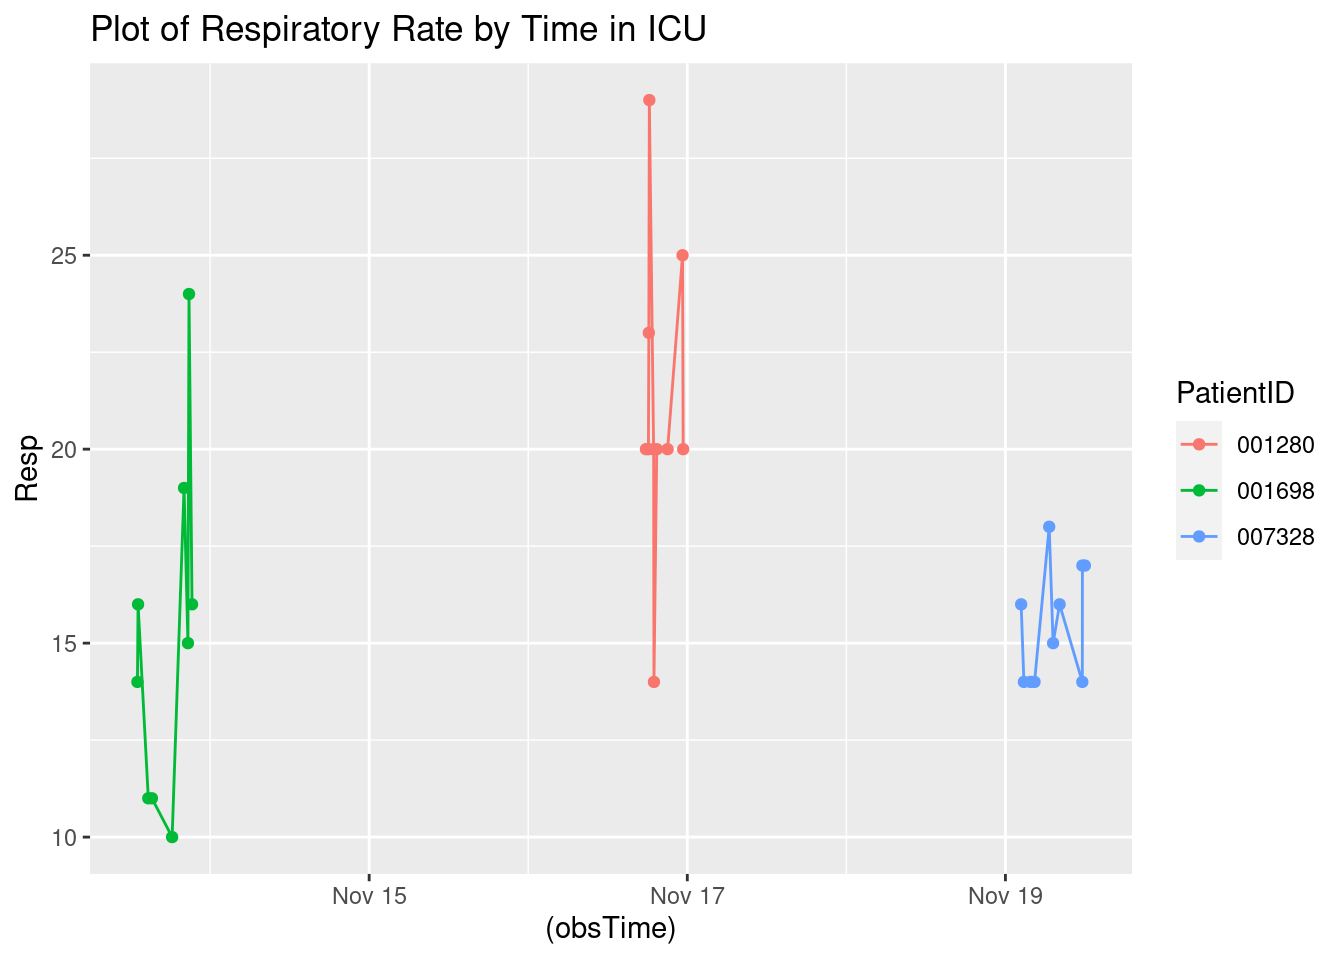 Plot of Respiratory Rate by Time in ICU
Resp
25
20
15
10
Nov 15
Nov 17
Nov 19
(obsTime)
PatientID
001280
001698
007328